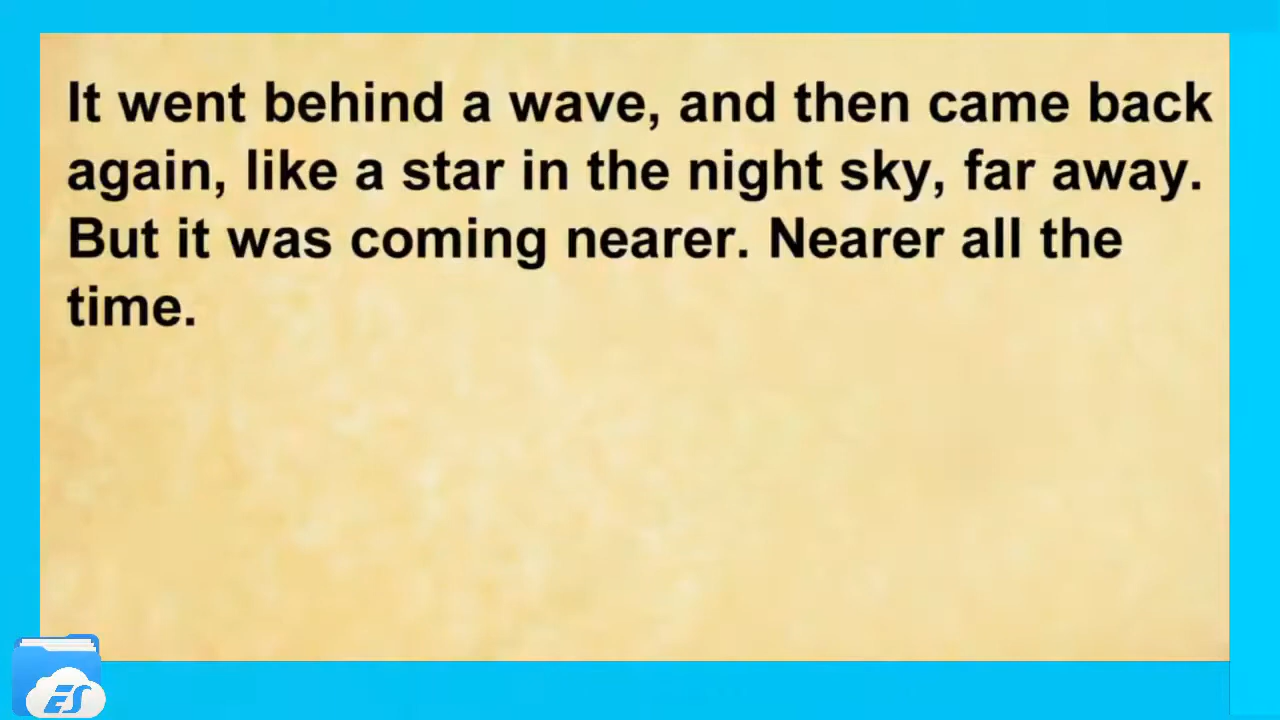 It went behind a wave, and then came back
again, like a star in the night sky, far away.
But it was coming nearer. Nearer all the
time.
ES